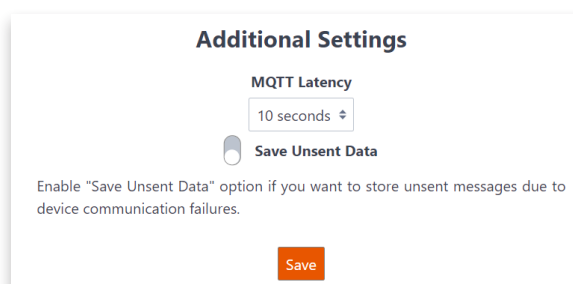 Additional Settings
MQTT Latency
10 seconds
Save Unsent Data
Enable "Save Unsent Data" option if you want to store unsent messages due to
device communication failures.
Save